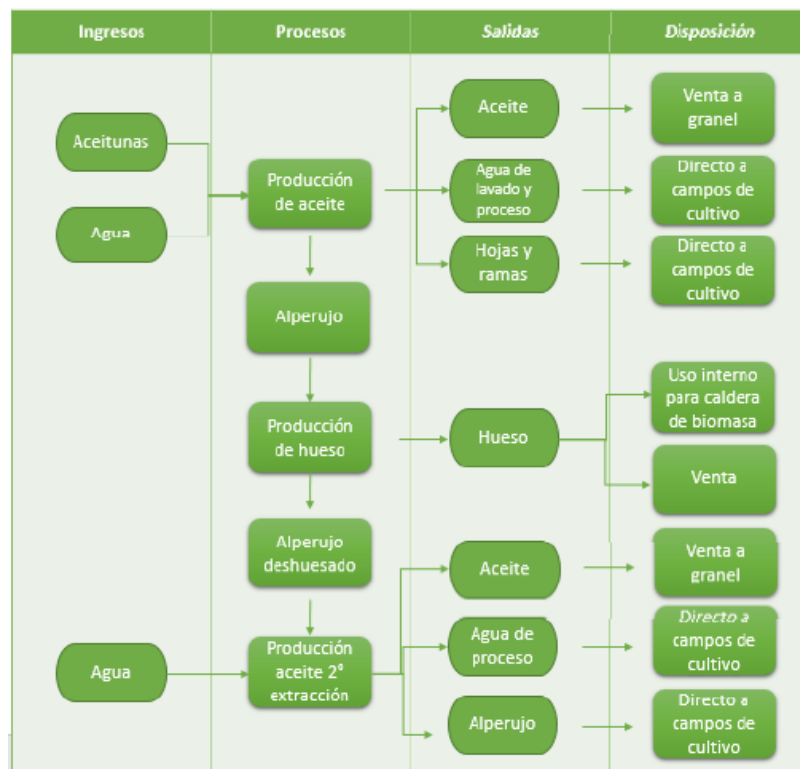 Ingresos
Procesos
Salidas
Disposición
Aceitunas
Agua
Producción
de aceite
Aceite
Venta a
granel
Agua de
lavado y
proceso
Directo a
campos de
cultivo
Hojas y
ramas
Directo a
campos de
cultivo
Alperujo
Producción
de hueso
Hueso
Uso interno
para caldera
de biomasa
Venta
Alperujo
deshuesado
Agua
Producción
aceite 2º
extracción
Aceite
Venta a
granel
Agua de
proceso
Directo a
campos de
cultivo
Alperujo
Directo a
campos de
cultivo